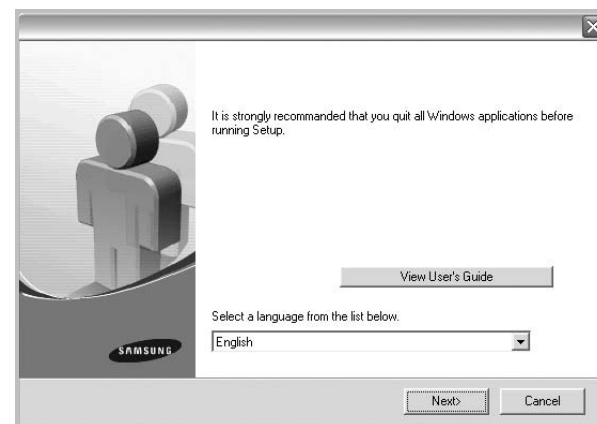 It is strongly recommanded that you quit all Windows applications before
running Setup.
View User's Guide
Select a language from the list below.
English
SAMSUNG
Next>
Cancel